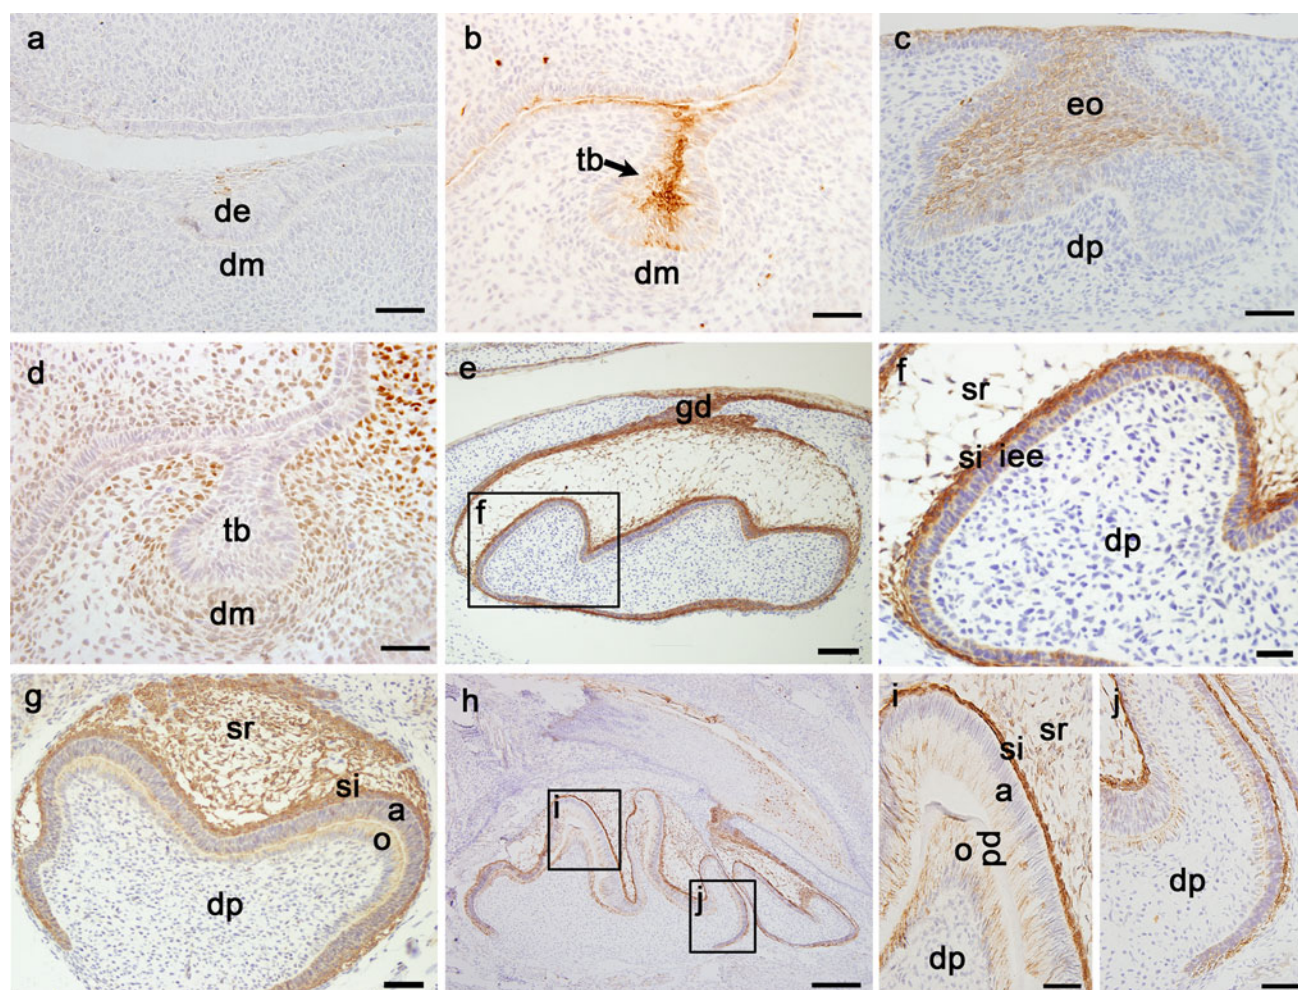 a
de
dm
b
tb
dm
c
eo
dp
d
tb
dm
e
gd
f
f
sr
si iee
dp
g
sr
si
a
o
dp
h
i
j
i
sr
si
a
o pd
dp
j
dp